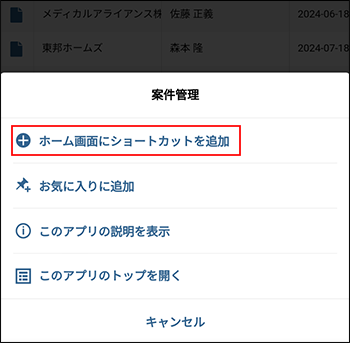 メディカルアライアンス株 佐藤 正義 2024-06-18
東邦ホームズ 森本 隆 2024-07-18
案件管理
ホーム画面にショートカットを追加
お気に入りに追加
このアプリの説明を表示
このアプリのトップを開く
キャンセル